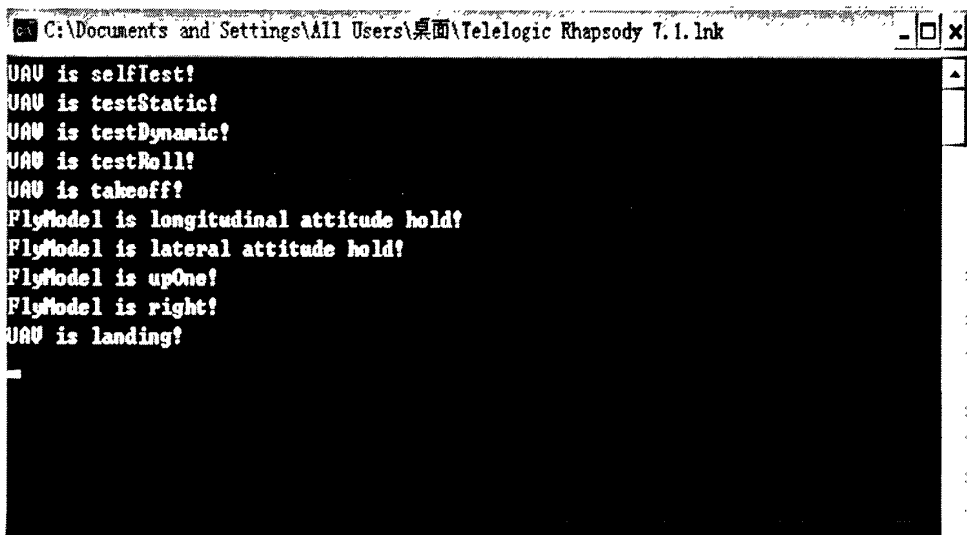 C:\Documents and Settings\All Users\桌面\Telelogic Rhapsody 7.1.lnk
UAV is selfTest!
UAV is testStatic!
UAV is testDynamic!
UAV is testRoll!
UAV is takeoff!
FlyModel is longitudinal attitude hold!
FlyModel is lateral attitude hold!
FlyModel is upOne!
FlyModel is right!
UAV is landing!